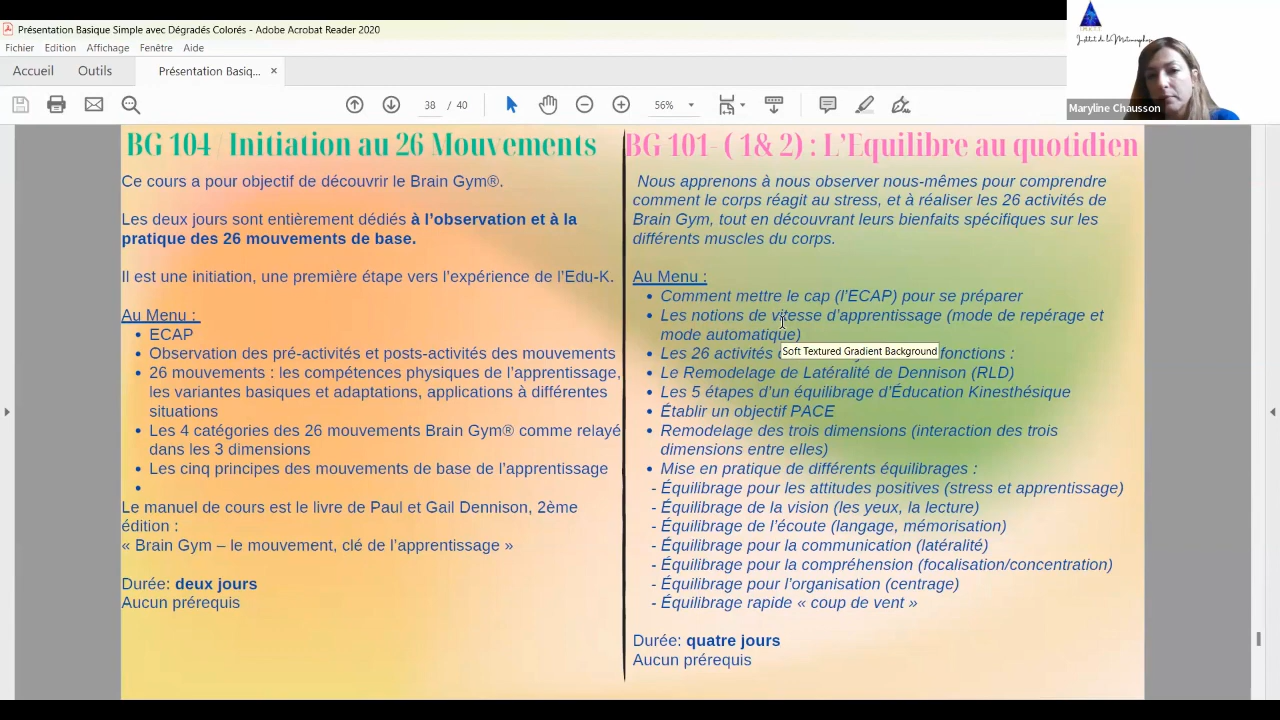 Présentation Basique Simple avec Dégradés Colorés - Adobe Acrobat Reader 2020
Fichier Edition Affichage Fenêtre Aide
Accueil Outils Présentation Basiq... ×
38 / 40 56%
Institut de la Métamorphose
Maryline Chausson
BG 104 / Initiation au 26 Mouvements
Ce cours a pour objectif de découvrir le Brain Gym®.
Les deux jours sont entièrement dédiés à l'observation et à la
pratique des 26 mouvements de base.
Il est une initiation, une première étape vers l'expérience de l'Edu-K.
Au Menu :
• ECAP
• Observation des pré-activités et posts-activités des mouvements
• 26 mouvements : les compétences physiques de l'apprentissage,
les variantes basiques et adaptations, applications à différentes
situations
• Les 4 catégories des 26 mouvements Brain Gym® comme relayé
dans les 3 dimensions
• Les cinq principes des mouvements de base de l'apprentissage
•
Le manuel de cours est le livre de Paul et Gail Dennison, 2ème
édition :
« Brain Gym – le mouvement, clé de l'apprentissage »
Durée: deux jours
Aucun prérequis
BG 101- ( 1& 2) : L'Equilibre au quotidien
Nous apprenons à nous observer nous-mêmes pour comprendre
comment le corps réagit au stress, et à réaliser les 26 activités de
Brain Gym, tout en découvrant leurs bienfaits spécifiques sur les
différents muscles du corps.
Au Menu :
• Comment mettre le cap (l'ECAP) pour se préparer
• Les notions de vitesse d'apprentissage (mode de repérage et
mode automatique)
• Les 26 activités fonctions :
Soft Textured Gradient Background
• Le Remodelage de Latéralité de Dennison (RLD)
• Les 5 étapes d'un équilibrage d'Éducation Kinesthésique
• Établir un objectif PACE
• Remodelage des trois dimensions (interaction des trois
dimensions entre elles)
• Mise en pratique de différents équilibrages :
- Équilibrage pour les attitudes positives (stress et apprentissage)
- Équilibrage de la vision (les yeux, la lecture)
- Équilibrage de l'écoute (langage, mémorisation)
- Équilibrage pour la communication (latéralité)
- Équilibrage pour la compréhension (focalisation/concentration)
- Équilibrage pour l'organisation (centrage)
- Équilibrage rapide « coup de vent »
Durée: quatre jours
Aucun prérequis